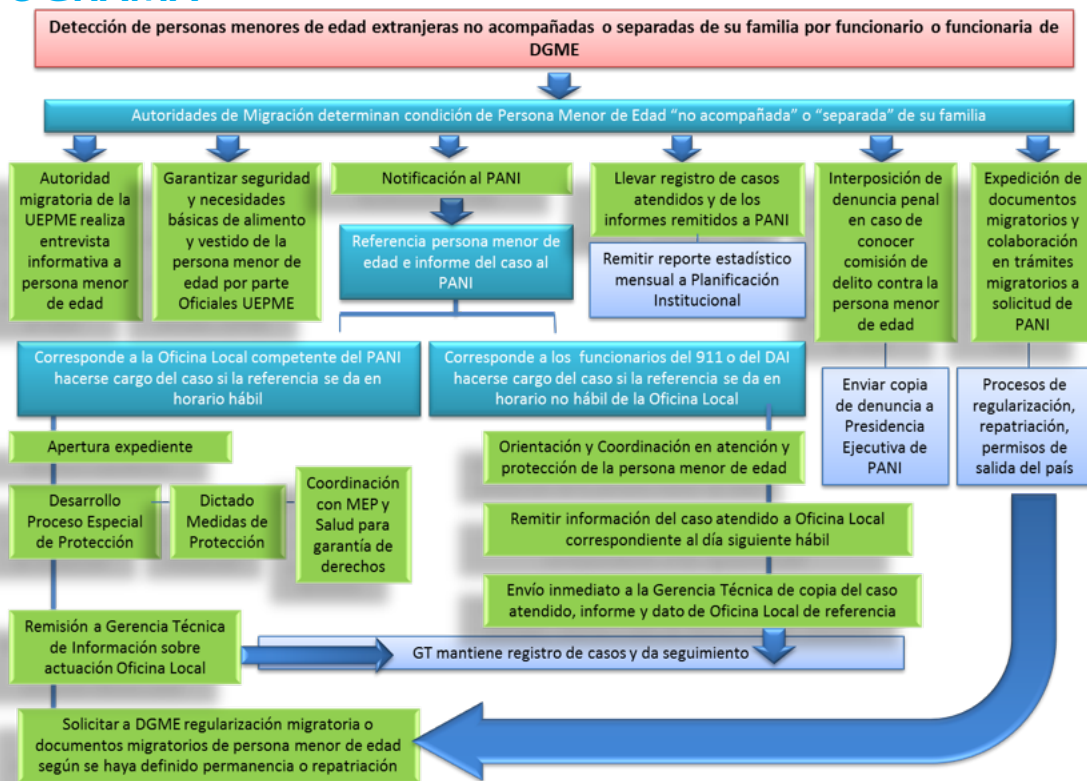 Detección de personas menores de edad extranjeras no acompañadas o separadas de su familia por funcionario o funcionaria de
DGME
Autoridades de Migración determinan condición de Persona Menor de Edad “no acompañada” o “separada” de su familia
Autoridad
migratoria de la
UEPME realiza
entrevista
informativa a
persona menor
de edad
Garantizar seguridad
y necesidades
básicas de alimento
y vestido de la
persona menor de
edad por parte
Oficiales UEPME
Notificación al PANI
Referencia persona menor de
edad e informe del caso al
PANI
Llevar registro de casos
atendidos y de los
informes remitidos a PANI
Remitir reporte estadístico
mensual a Planificación
Institucional
Interposición de
denuncia penal
en caso de
conocer
comisión de
delito contra la
persona menor
de edad
Expedición de
documentos
migratorios y
colaboración
en trámites
migratorios a
solicitud de
PANI
Corresponde a la Oficina Local competente del PANI
hacerse cargo del caso si la referencia se da en
horario hábil
Corresponde a los funcionarios del 911 o del DAI
hacerse cargo del caso si la referencia se da en
horario no hábil de la Oficina Local
Enviar copia
de denuncia a
Presidencia
Ejecutiva de
PANI
Procesos de
regularización,
repatriación,
permisos de
salida del país
Apertura expediente
Desarrollo
Proceso Especial
de Protección
Dictado
Medidas de
Protección
Coordinación
con MEP y
Salud para
garantía de
derechos
Orientación y Coordinación en atención y
protección de la persona menor de edad
Remitir información del caso atendido a Oficina Local
correspondiente al día siguiente hábil
Envío inmediato a la Gerencia Técnica de copia del caso
atendido, informe y dato de Oficina Local de referencia
Remisión a Gerencia Técnica
de Información sobre
actuación Oficina Local
GT mantiene registro de casos y da seguimiento
Solicitar a DGME regularización migratoria o
documentos migratorios de persona menor de edad
según se haya definido permanencia o repatriación